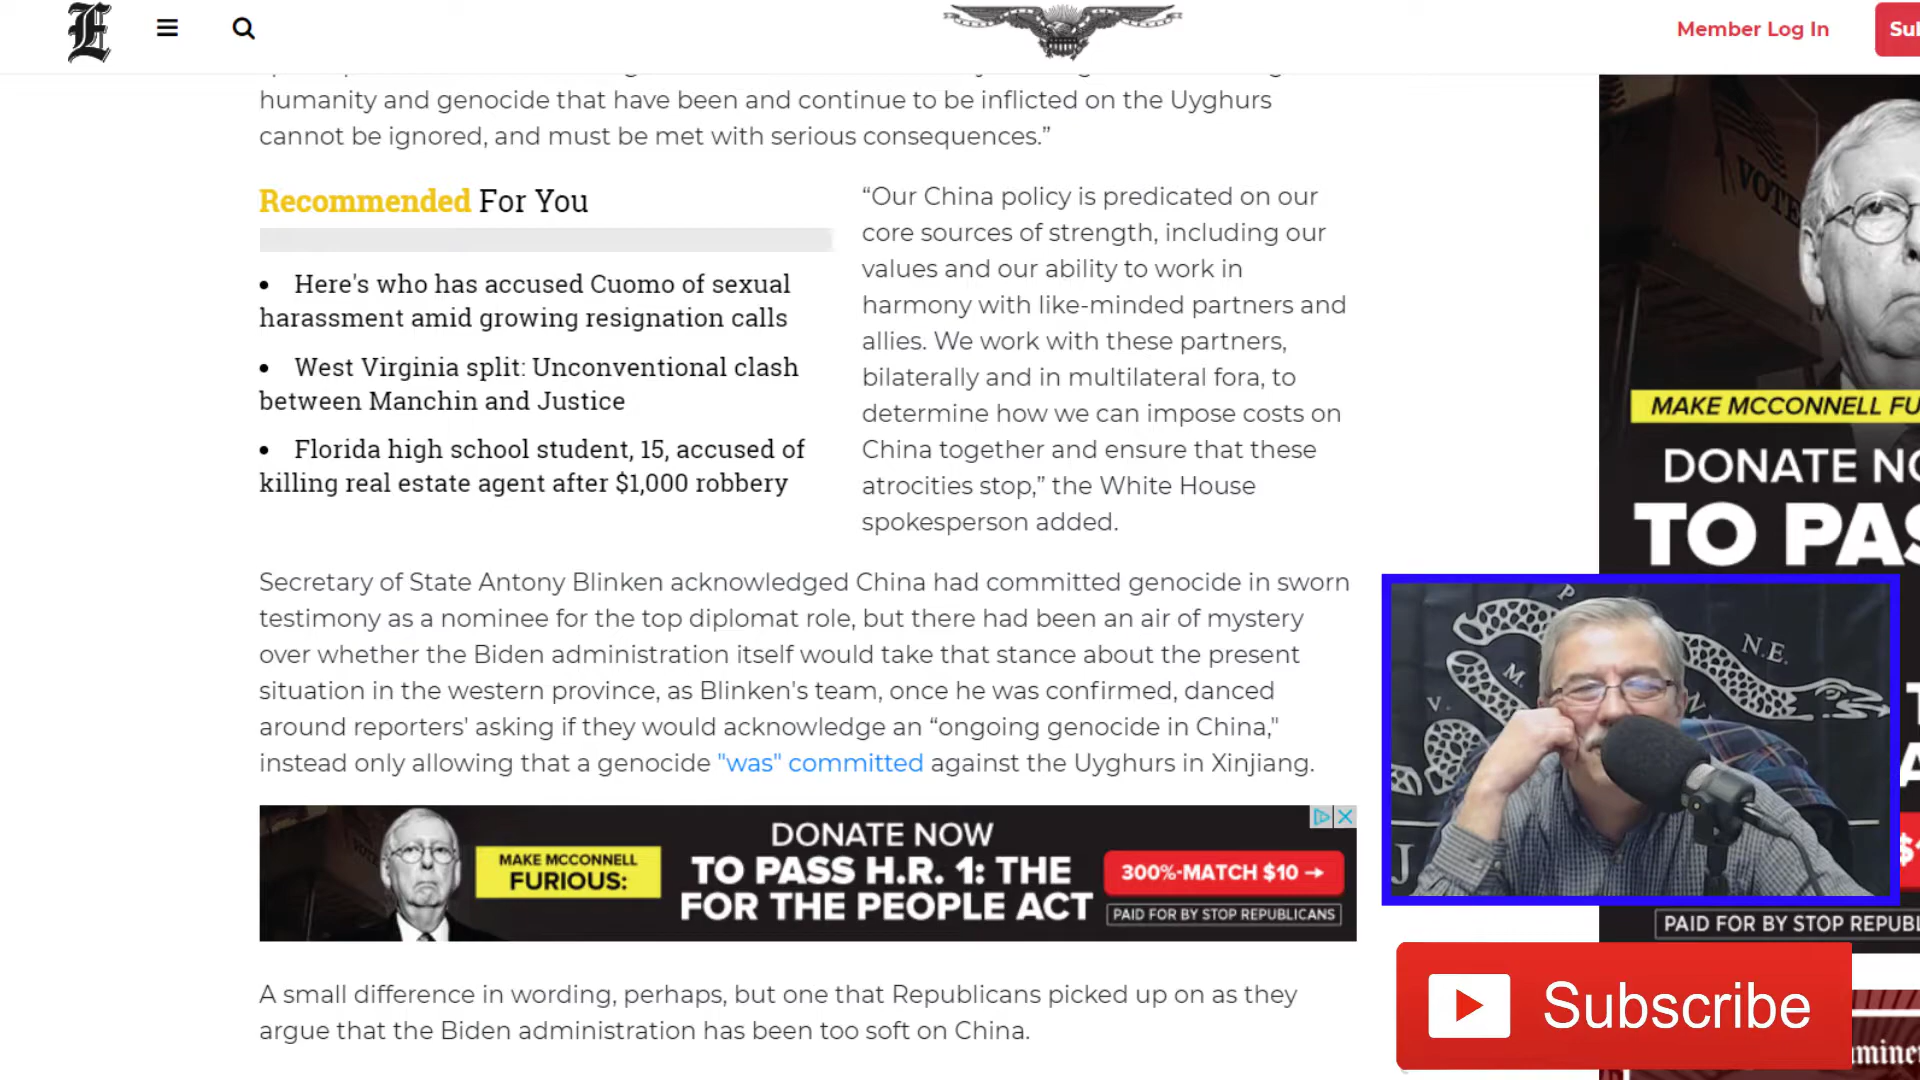 E
Member Log In
Sub
humanity and genocide that have been and continue to be inflicted on the Uyghurs
cannot be ignored, and must be met with serious consequences.”
Recommended For You
• Here's who has accused Cuomo of sexual
harassment amid growing resignation calls
• West Virginia split: Unconventional clash
between Manchin and Justice
• Florida high school student, 15, accused of
killing real estate agent after $1,000 robbery
“Our China policy is predicated on our
core sources of strength, including our
values and our ability to work in
harmony with like-minded partners and
allies. We work with these partners,
bilaterally and in multilateral fora, to
determine how we can impose costs on
China together and ensure that these
atrocities stop,” the White House
spokesperson added.
Secretary of State Antony Blinken acknowledged China had committed genocide in sworn
testimony as a nominee for the top diplomat role, but there had been an air of mystery
over whether the Biden administration itself would take that stance about the present
situation in the western province, as Blinken's team, once he was confirmed, danced
around reporters' asking if they would acknowledge an “ongoing genocide in China,"
instead only allowing that a genocide "was" committed against the Uyghurs in Xinjiang.
MAKE MCCONNELL
FURIOUS:
DONATE NOW
TO PASS H.R. 1: THE
FOR THE PEOPLE ACT
300%-MATCH $10 →
PAID FOR BY STOP REPUBLICANS
A small difference in wording, perhaps, but one that Republicans picked up on as they
argue that the Biden administration has been too soft on China.
VOTE
MAKE MCCONNELL FU
DONATE NO
TO PAS
PAID FOR BY STOP REPUBL
P.
N.E.
M.
V.
J
Subscribe
amine